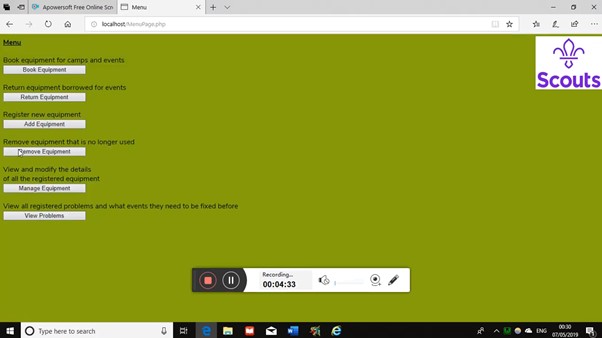 Apowersoft Free Online Scr
Menu
localhost/MenuPage.php
Menu
Scouts
Book equipment for camps and events
Book Equipment
Return equipment borrowed for events
Return Equipment
Register new equipment
Add Equipment
Remove equipment that is no longer used
Remove Equipment
View and modify the details
of all the registered equipment
Manage Equipment
View all registered problems and what events they need to be fixed before
View Problems
Recording...
00:04:33
Type here to search
ENG
00:30
07/05/2019